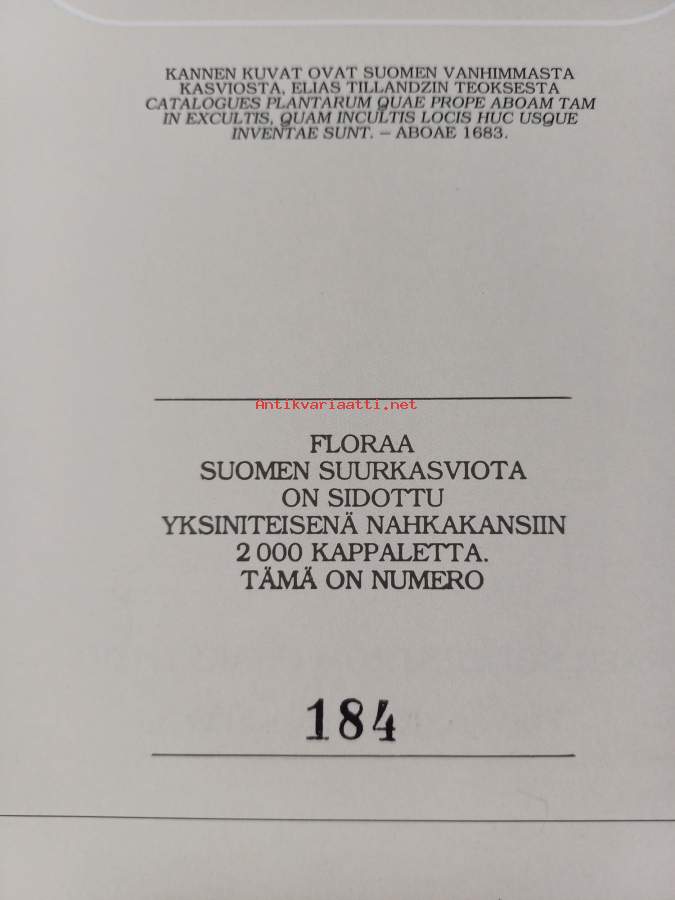 KANNEN KUVAT OVAT SUOMEN VANHIMMASTA
KASVIOSTA, ELIAS TILLANDZIN TEOKSESTA
CATALOGUES PLANTARUM QUAE PROPE ABOAM TAM
IN EXCULTIS, QUAM INCULTIS LOCIS HUC USQUE
INVENTAE SUNT. – ABOAE 1683.
Antikvariaatti.net
FLORAA
SUOMEN SUURKASVIOTA
ON SIDOTTU
YKSINITEISENÄ NAHKAKANSIIN
2 000 KAPPALETTA.
TÄMÄ ON NUMERO
184